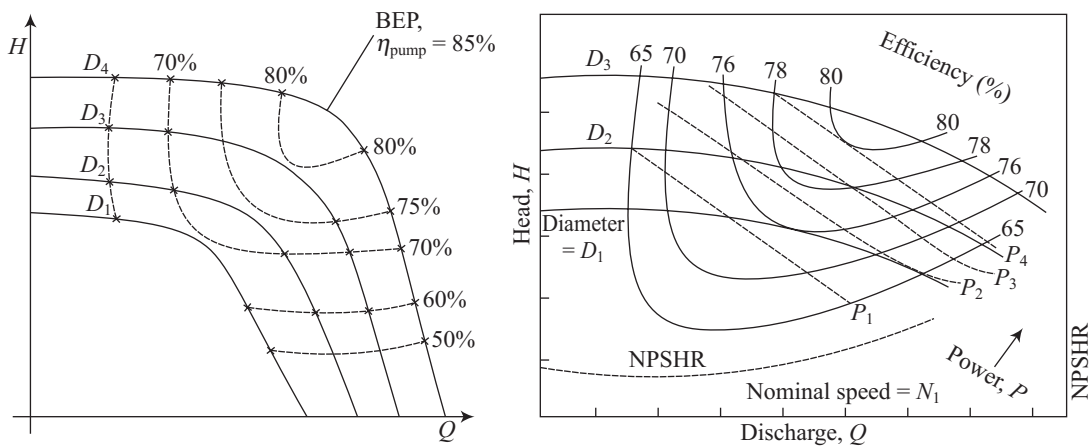 H
D₄
D₃
D₂
D₁
70%
80%
BEP,
η_pump = 85%
80%
75%
70%
60%
50%
Q
Head, H
D₃
D₂
Diameter
= D₁
65
70
76
78
80
Efficiency (%)
80
78
76
70
65
P₄
P₃
P₂
P₁
NPSHR
Power, P
Nominal speed = N₁
NPSHR
Discharge, Q